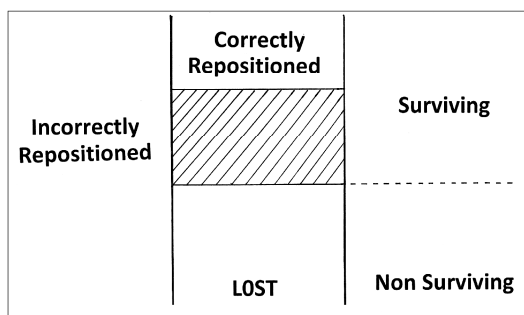 Correctly
Repositioned
Surviving
Incorrectly
Repositioned
Non Surviving
LOST